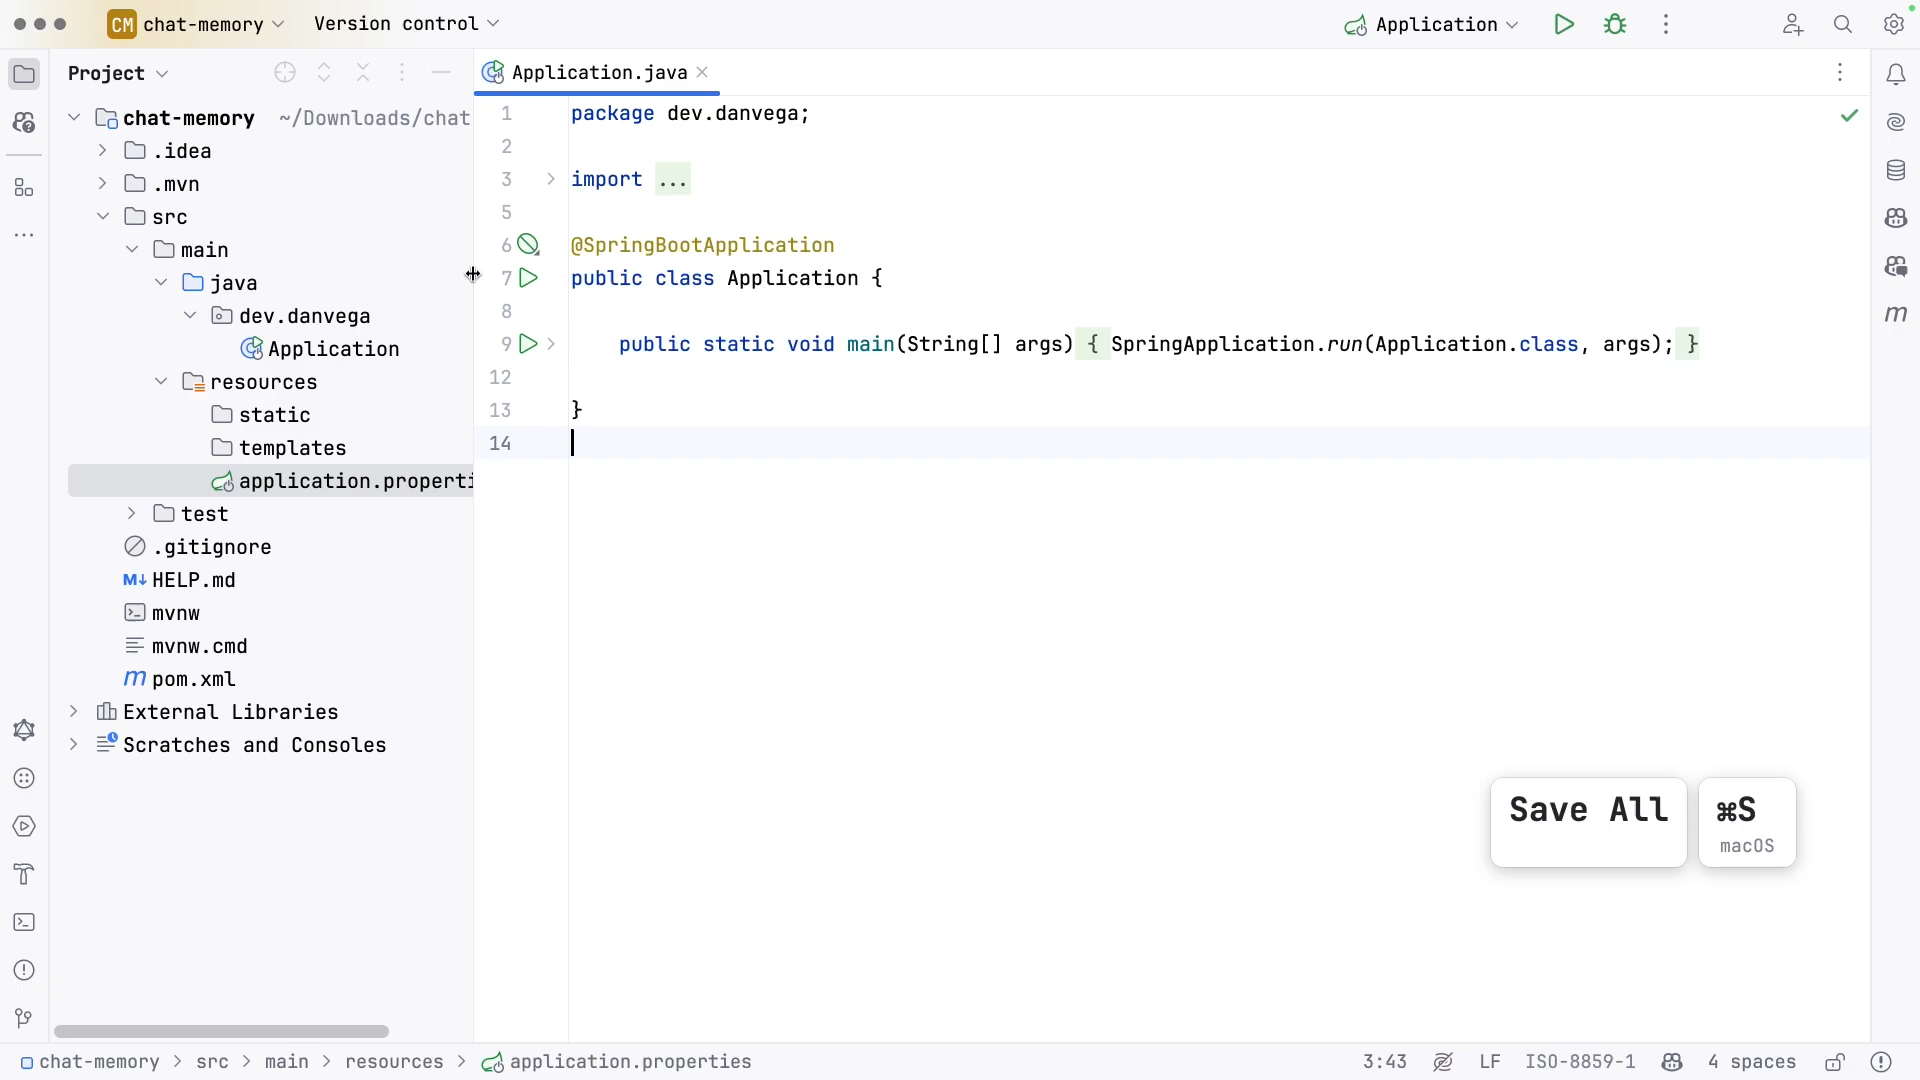 CM chat-memory Version control Application
Project
Application.java
chat-memory ~/Downloads/chat
.idea
.mvn
src
main
java
dev.danvega
Application
resources
static
templates
application.properti
test
.gitignore
M↓ HELP.md
mvnw
mvnw.cmd
m pom.xml
External Libraries
Scratches and Consoles
1 package dev.danvega;
2
3 import ...
5
6 @SpringBootApplication
7 public class Application {
8
9 public static void main(String[] args) { SpringApplication.run(Application.class, args); }
12
13 }
14
m
Save All ⌘S
macOS
chat-memory > src > main > resources > application.properties 3:43 LF ISO-8859-1 4 spaces